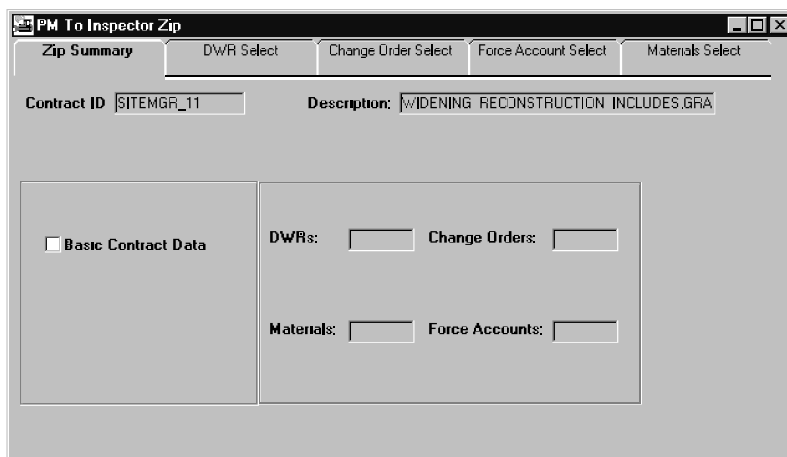 PM To Inspector Zip
Zip Summary DWR Select Change Order Select Force Account Select Materials Select
Contract ID SITEMGR_11 Description: WIDENING RECONSTRUCTION INCLUDES,GRA
Basic Contract Data
DWRs: Change Orders:
Materials: Force Accounts: